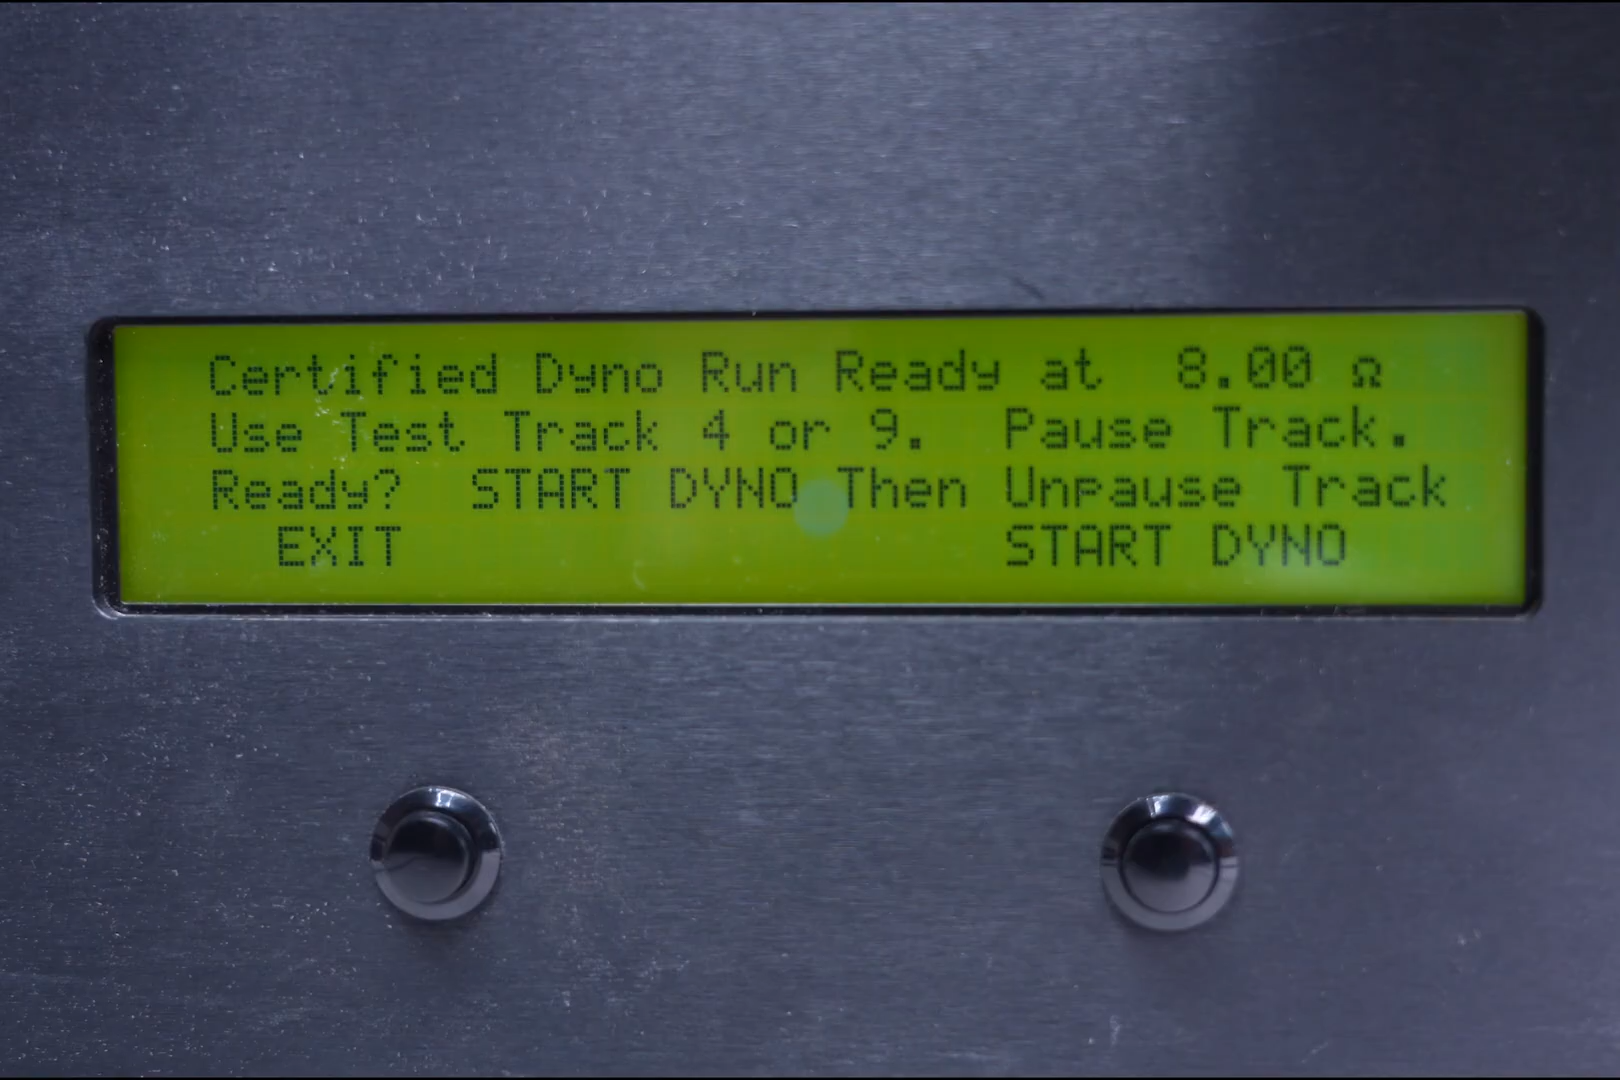 Certified Dyno Run Ready at 8.00 Ω
Use Test Track 4 or 9. Pause Track.
Ready? START DYNO Then Unpause Track
EXIT START DYNO